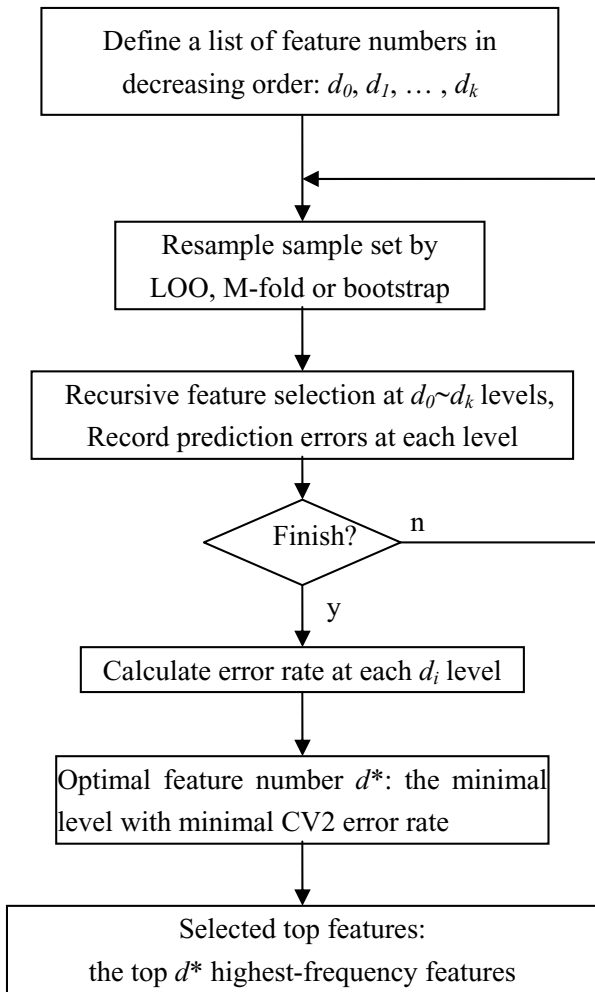 Define a list of feature numbers in
decreasing order: d0, d1, … , dk
Resample sample set by
LOO, M-fold or bootstrap
Recursive feature selection at d0~dk levels,
Record prediction errors at each level
Finish?
n
y
Calculate error rate at each di level
Optimal feature number d*: the minimal
level with minimal CV2 error rate
Selected top features:
the top d* highest-frequency features